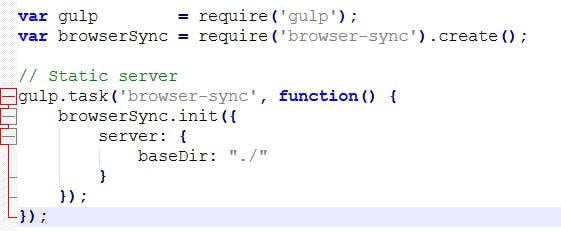 var gulp        = require('gulp');
var browserSync = require('browser-sync').create();

// Static server
gulp.task('browser-sync', function() {
    browserSync.init({
        server: {
            baseDir: "./"
        }
    });
});